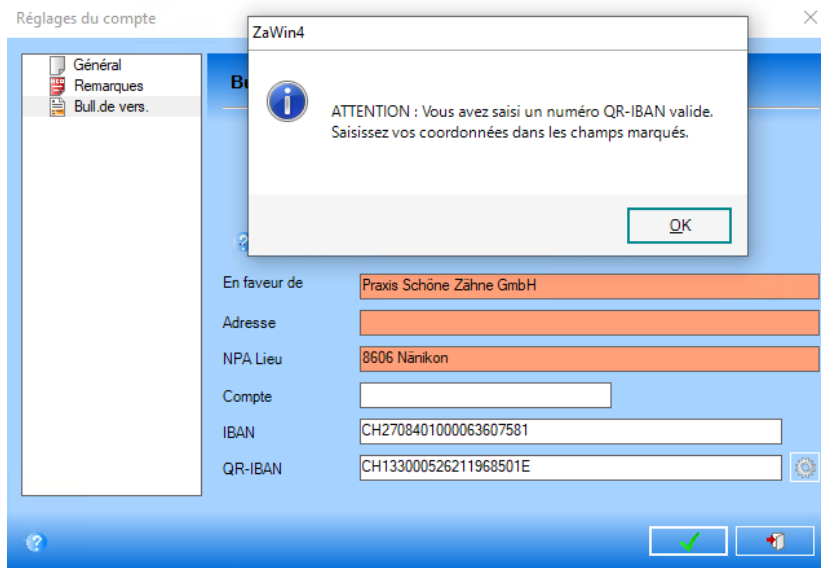 Réglages du compte
ZaWin4
Général
Remarques
Bull.de vers.
ATTENTION : Vous avez saisi un numéro QR-IBAN valide.
Saisissez vos coordonnées dans les champs marqués.
OK
En faveur de
Praxis Schöne Zähne GmbH
Adresse
NPA Lieu
8606 Nänikon
Compte
IBAN
CH2708401000063607581
QR-IBAN
CH133000526211968501E